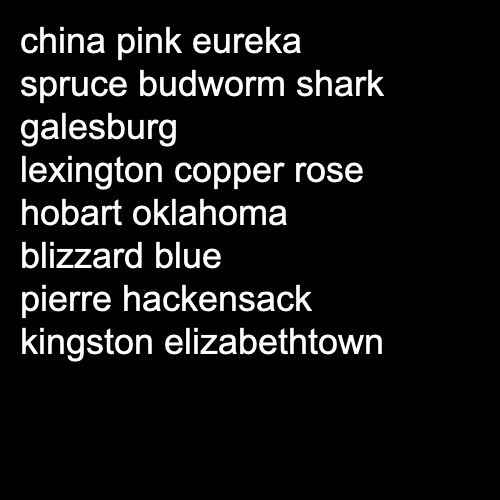 china pink eureka
spruce budworm shark
galesburg
lexington copper rose
hobart oklahoma
blizzard blue
pierre hackensack
kingston elizabethtown